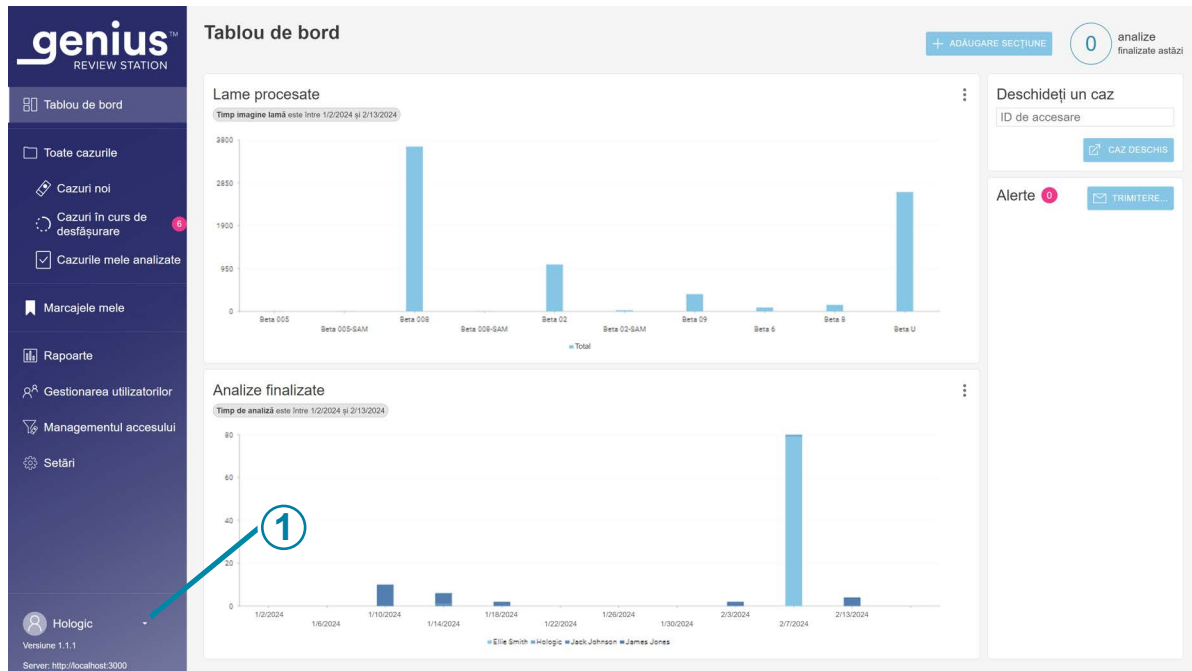 genius™
REVIEW STATION
Tablou de bord
Toate cazurile
Cazuri noi
Cazuri în curs de
desfășurare
6
Cazurile mele analizate
Marcajele mele
Rapoarte
Gestionarea utilizatorilor
Managementul accesului
Setări
Hologic
Versiune 1.1.1
Server: http://localhost:3000
1
Tablou de bord
+ ADĂUGARE SECȚIUNE
0
analize
finalizate astăzi
Lame procesate
Timp imagine lamă este între 1/2/2024 și 2/13/2024
3800
2850
1900
950
0
Beta 005
Beta 005-SAM
Beta 008
Beta 008-SAM
Beta 02
Beta 02-SAM
Beta 09
Beta 6
Beta 8
Beta U
Total
Analize finalizate
Timp de analiză este între 1/2/2024 și 2/13/2024
80
60
40
20
0
1/2/2024
1/6/2024
1/10/2024
1/14/2024
1/18/2024
1/22/2024
1/26/2024
1/30/2024
2/3/2024
2/7/2024
2/13/2024
Ellie Smith Hologic Jack Johnson James Jones
Deschideți un caz
ID de accesare
CAZ DESCHIS
Alerte 0
TRIMITERE...